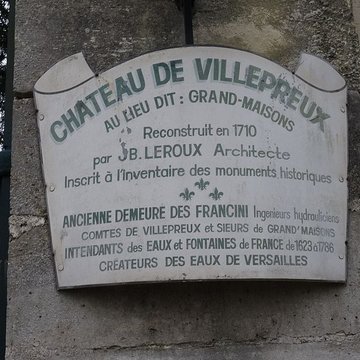 CHATEAU DE VILLEPREUX
AU LIEU DIT : GRAND-MAISONS
Reconstruit en 1710
par JB. LEROUX Architecte
Inscrit à l'Inventaire des monuments historiques
ANCIENNE DEMEURE DES FRANCINI Ingenieurs hydrauliciens
COMTES DE VILLEPREUX et SIEURS de GRAND'MAISONS
INTENDANTS des EAUX et FONTAINES de FRANCE de 1623 à 1786
CRÉATEURS DES EAUX DE VERSAILLES